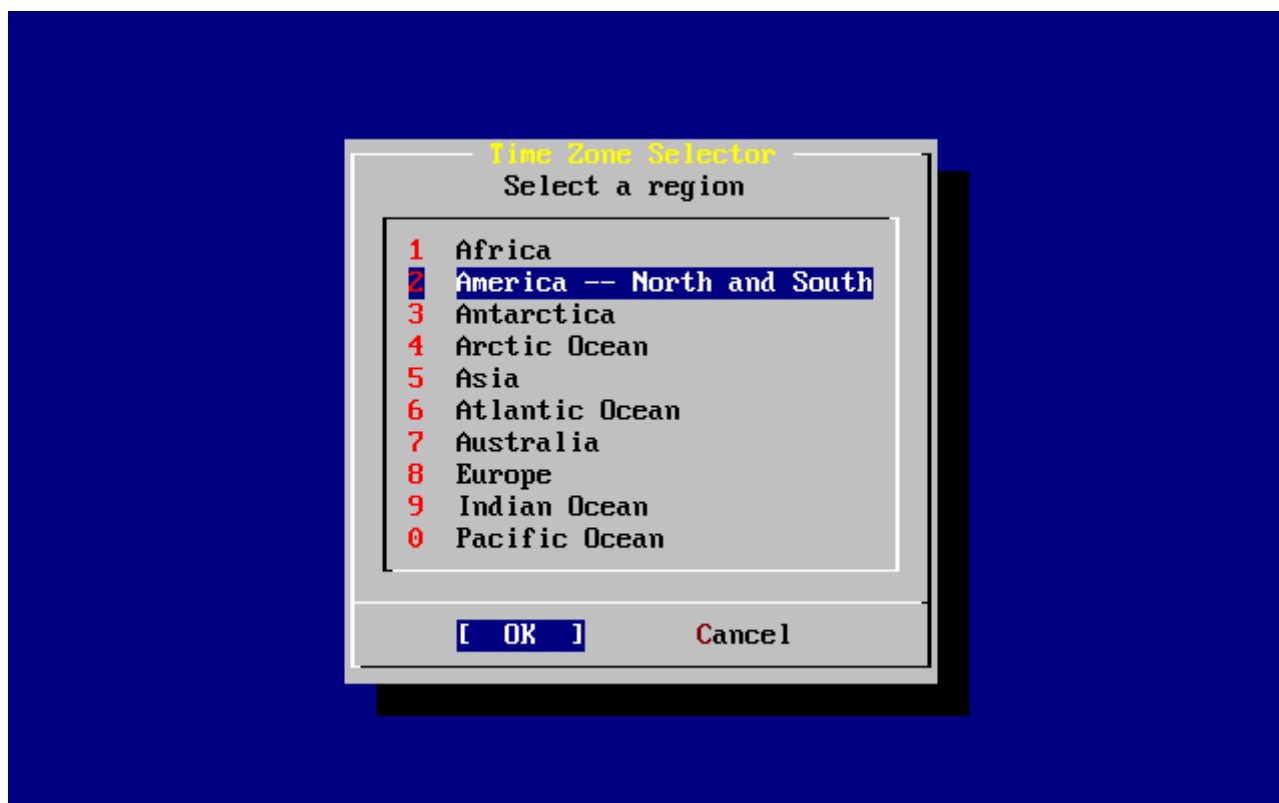 Time Zone Selector
Select a region
1 Africa
2 America -- North and South
3 Antarctica
4 Arctic Ocean
5 Asia
6 Atlantic Ocean
7 Australia
8 Europe
9 Indian Ocean
0 Pacific Ocean
[ OK ] Cancel